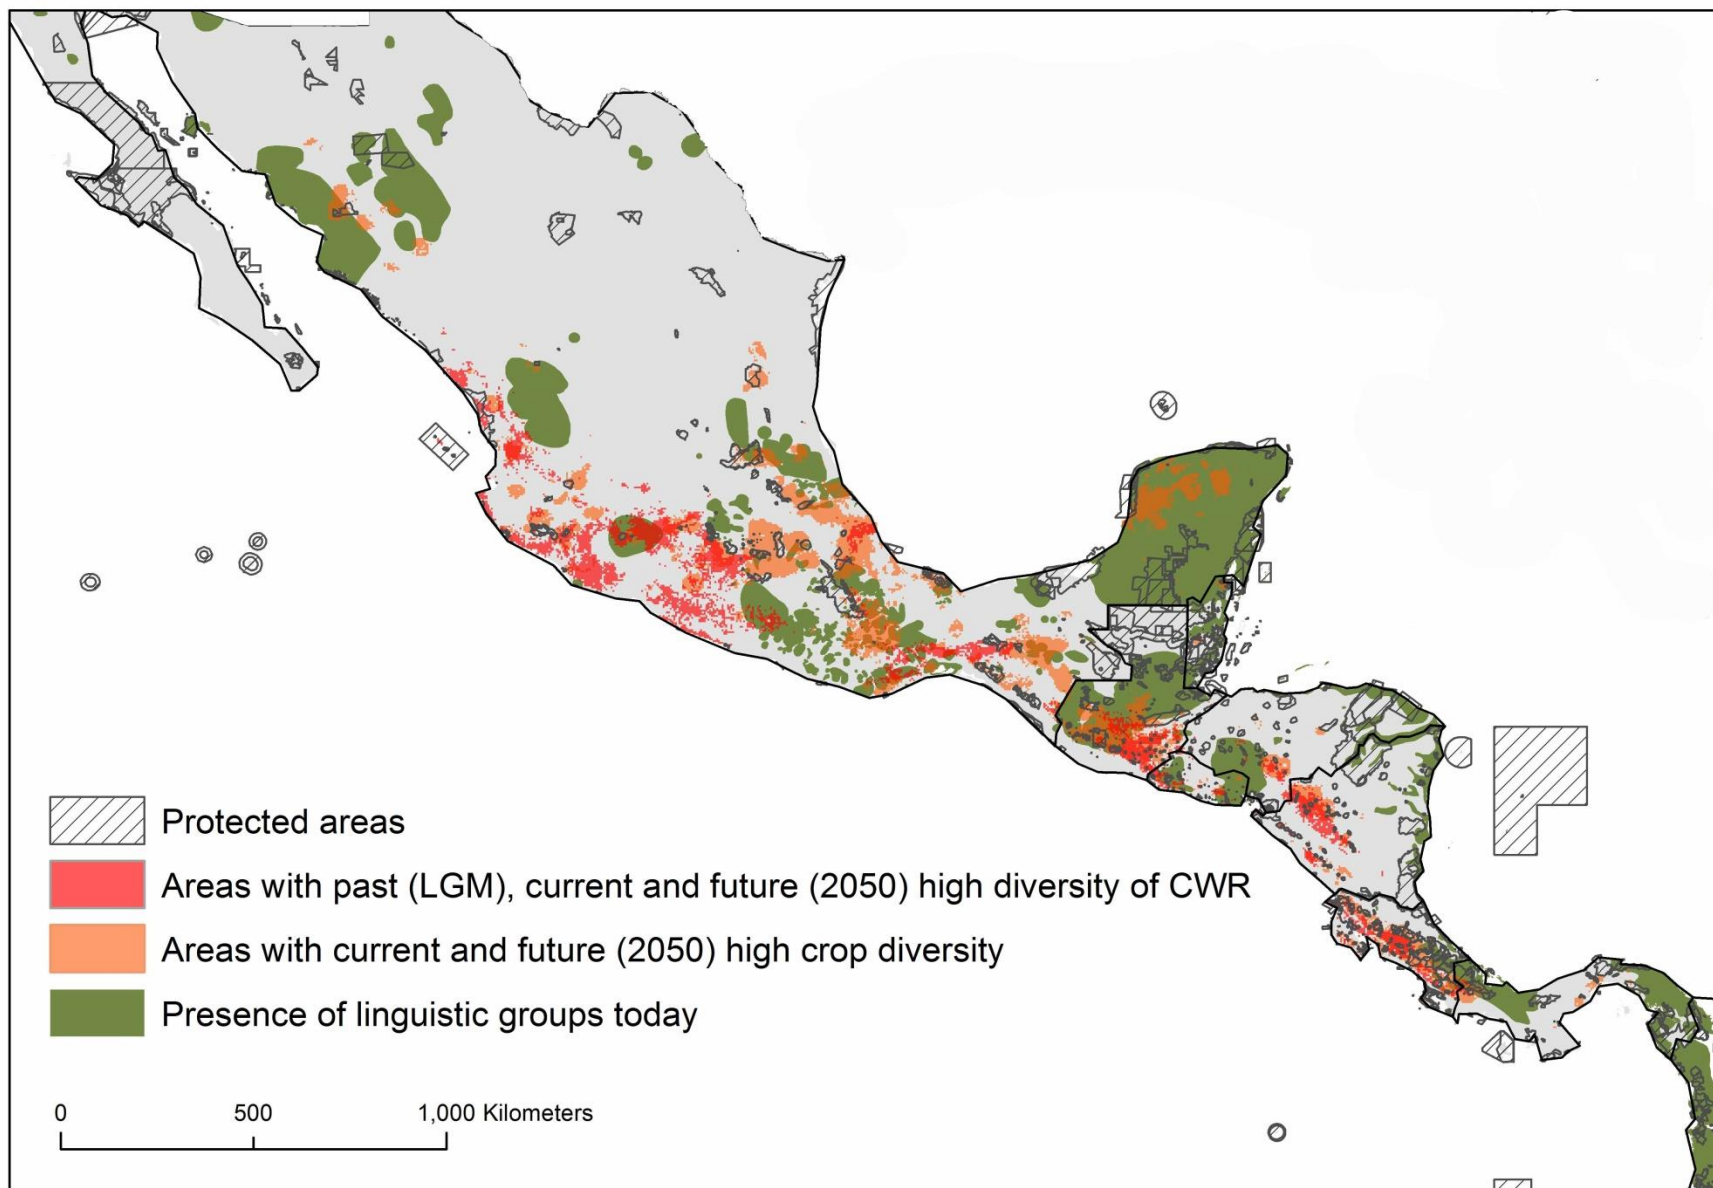 Protected areas
Areas with past (LGM), current and future (2050) high diversity of CWR
Areas with current and future (2050) high crop diversity
Presence of linguistic groups today
0 500 1,000 Kilometers